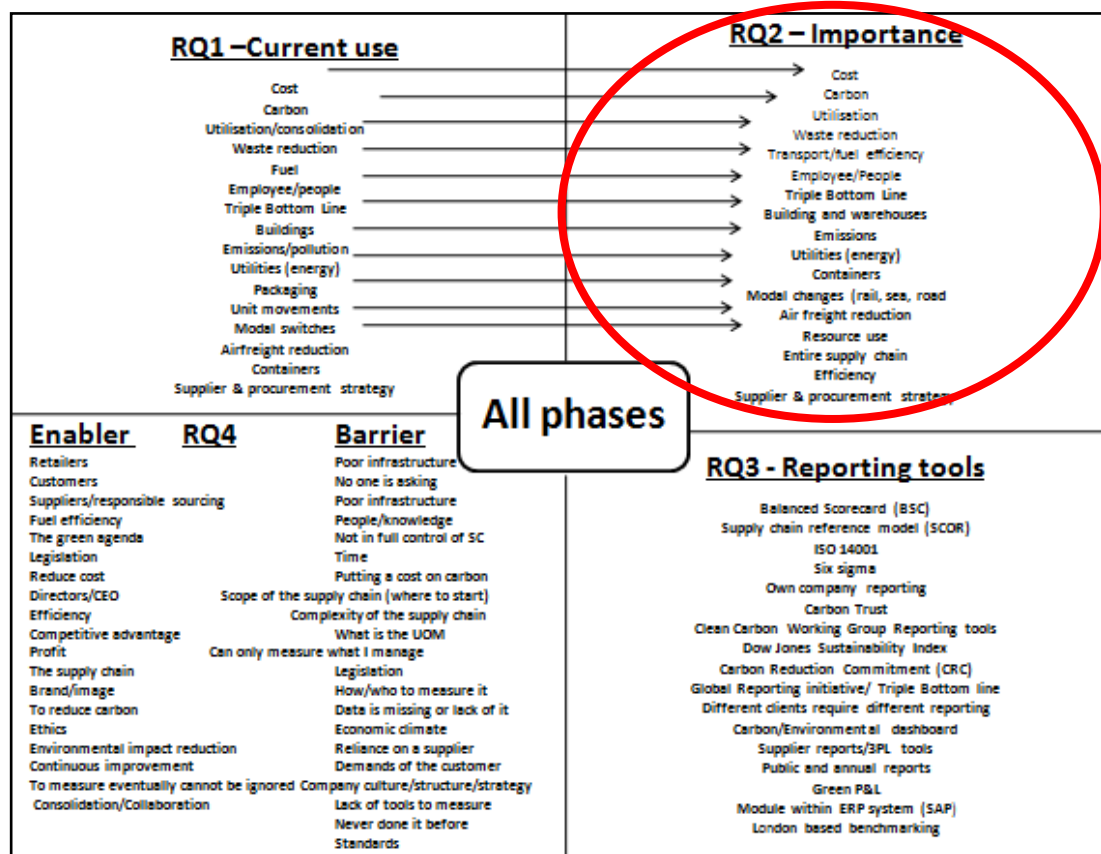 RQ1 –Current use
Cost
Carbon
Utilisation/consolidation
Waste reduction
Fuel
Employee/people
Triple Bottom Line
Buildings
Emissions/pollution
Utilities (energy)
Packaging
Unit movements
Modal switches
Airfreight reduction
Containers
Supplier & procurement strategy
RQ2 – Importance
Cost
Carbon
Utilisation
Waste reduction
Transport/fuel efficiency
Employee/People
Triple Bottom Line
Building and warehouses
Emissions
Utilities (energy)
Containers
Modal changes (rail, sea, road
Air freight reduction
Resource use
Entire supply chain
Efficiency
Supplier & procurement strategy
All phases
Enabler RQ4 Barrier
Retailers Poor infrastructure
Customers No one is asking
Suppliers/responsible sourcing Poor infrastructure
Fuel efficiency People/knowledge
The green agenda Not in full control of SC
Legislation Time
Reduce cost Putting a cost on carbon
Directors/CEO Scope of the supply chain (where to start)
Efficiency Complexity of the supply chain
Competitive advantage What is the UOM
Profit Can only measure what I manage
The supply chain Legislation
Brand/image How/who to measure it
To reduce carbon Data is missing or lack of it
Ethics Economic climate
Environmental impact reduction Reliance on a supplier
Continuous improvement Demands of the customer
To measure eventually cannot be ignored Company culture/structure/strategy
Consolidation/Collaboration Lack of tools to measure
Never done it before
Standards
RQ3 - Reporting tools
Balanced Scorecard (BSC)
Supply chain reference model (SCOR)
ISO 14001
Six sigma
Own company reporting
Carbon Trust
Clean Carbon Working Group Reporting tools
Dow Jones Sustainability Index
Carbon Reduction Commitment (CRC)
Global Reporting initiative/ Triple Bottom line
Different clients require different reporting
Carbon/Environmental dashboard
Supplier reports/3PL tools
Public and annual reports
Green P&L
Module within ERP system (SAP)
London based benchmarking